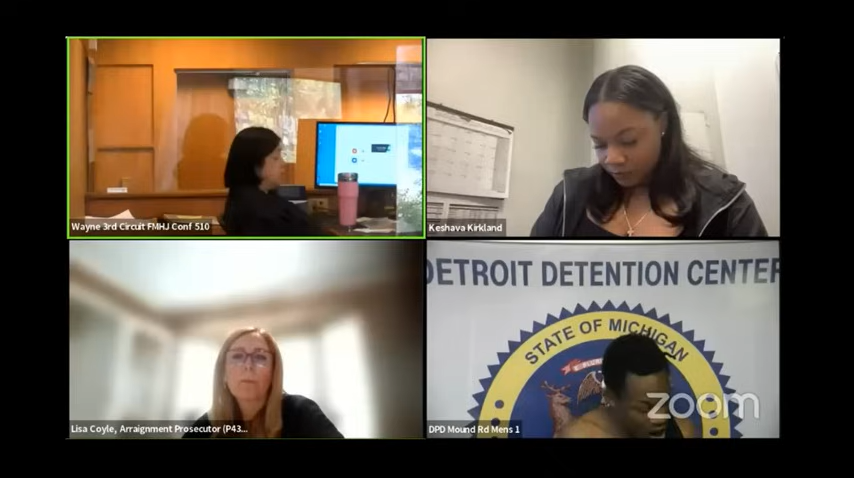 Wayne 3rd Circuit FMHJ Conf 510
Keshava Kirkland
DETROIT DETENTION CENTER
STATE OF MICHIGAN
zoom
Lisa Coyle, Arraignment Prosecutor (P43...
DPD Mound Rd Mens 1